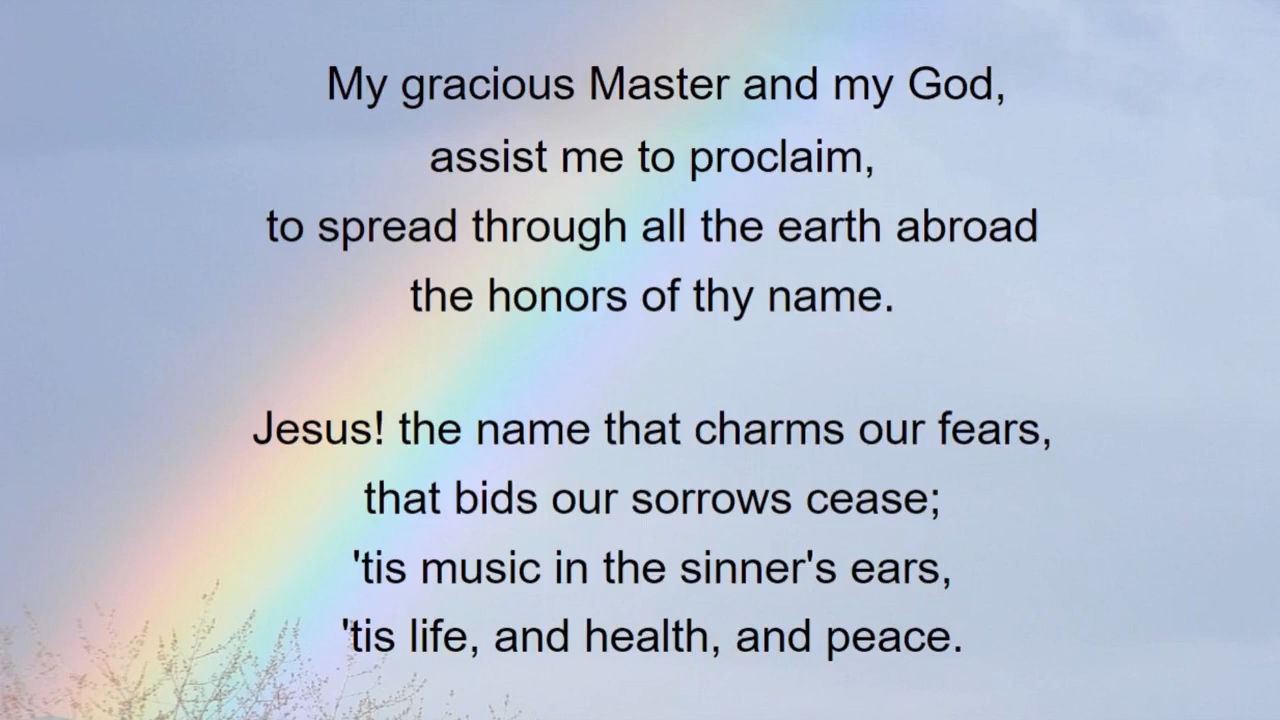 My gracious Master and my God,
assist me to proclaim,
to spread through all the earth abroad
the honors of thy name.
Jesus! the name that charms our fears,
that bids our sorrows cease;
'tis music in the sinner's ears,
'tis life, and health, and peace.